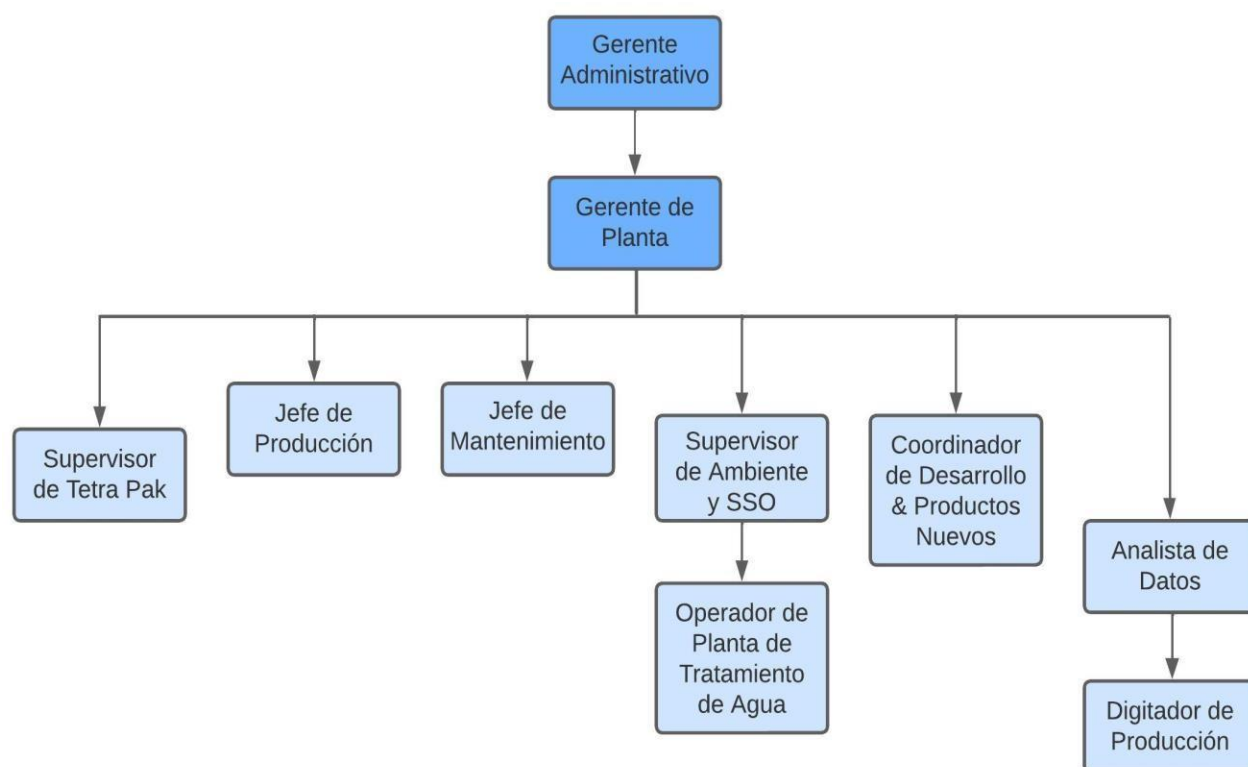 Gerente
Administrativo
Gerente de
Planta
Supervisor
de Tetra Pak
Jefe de
Producción
Jefe de
Mantenimiento
Supervisor
de Ambiente
y SSO
Operador de
Planta de
Tratamiento
de Agua
Coordinador
de Desarrollo
& Productos
Nuevos
Analista de
Datos
Digitador de
Producción